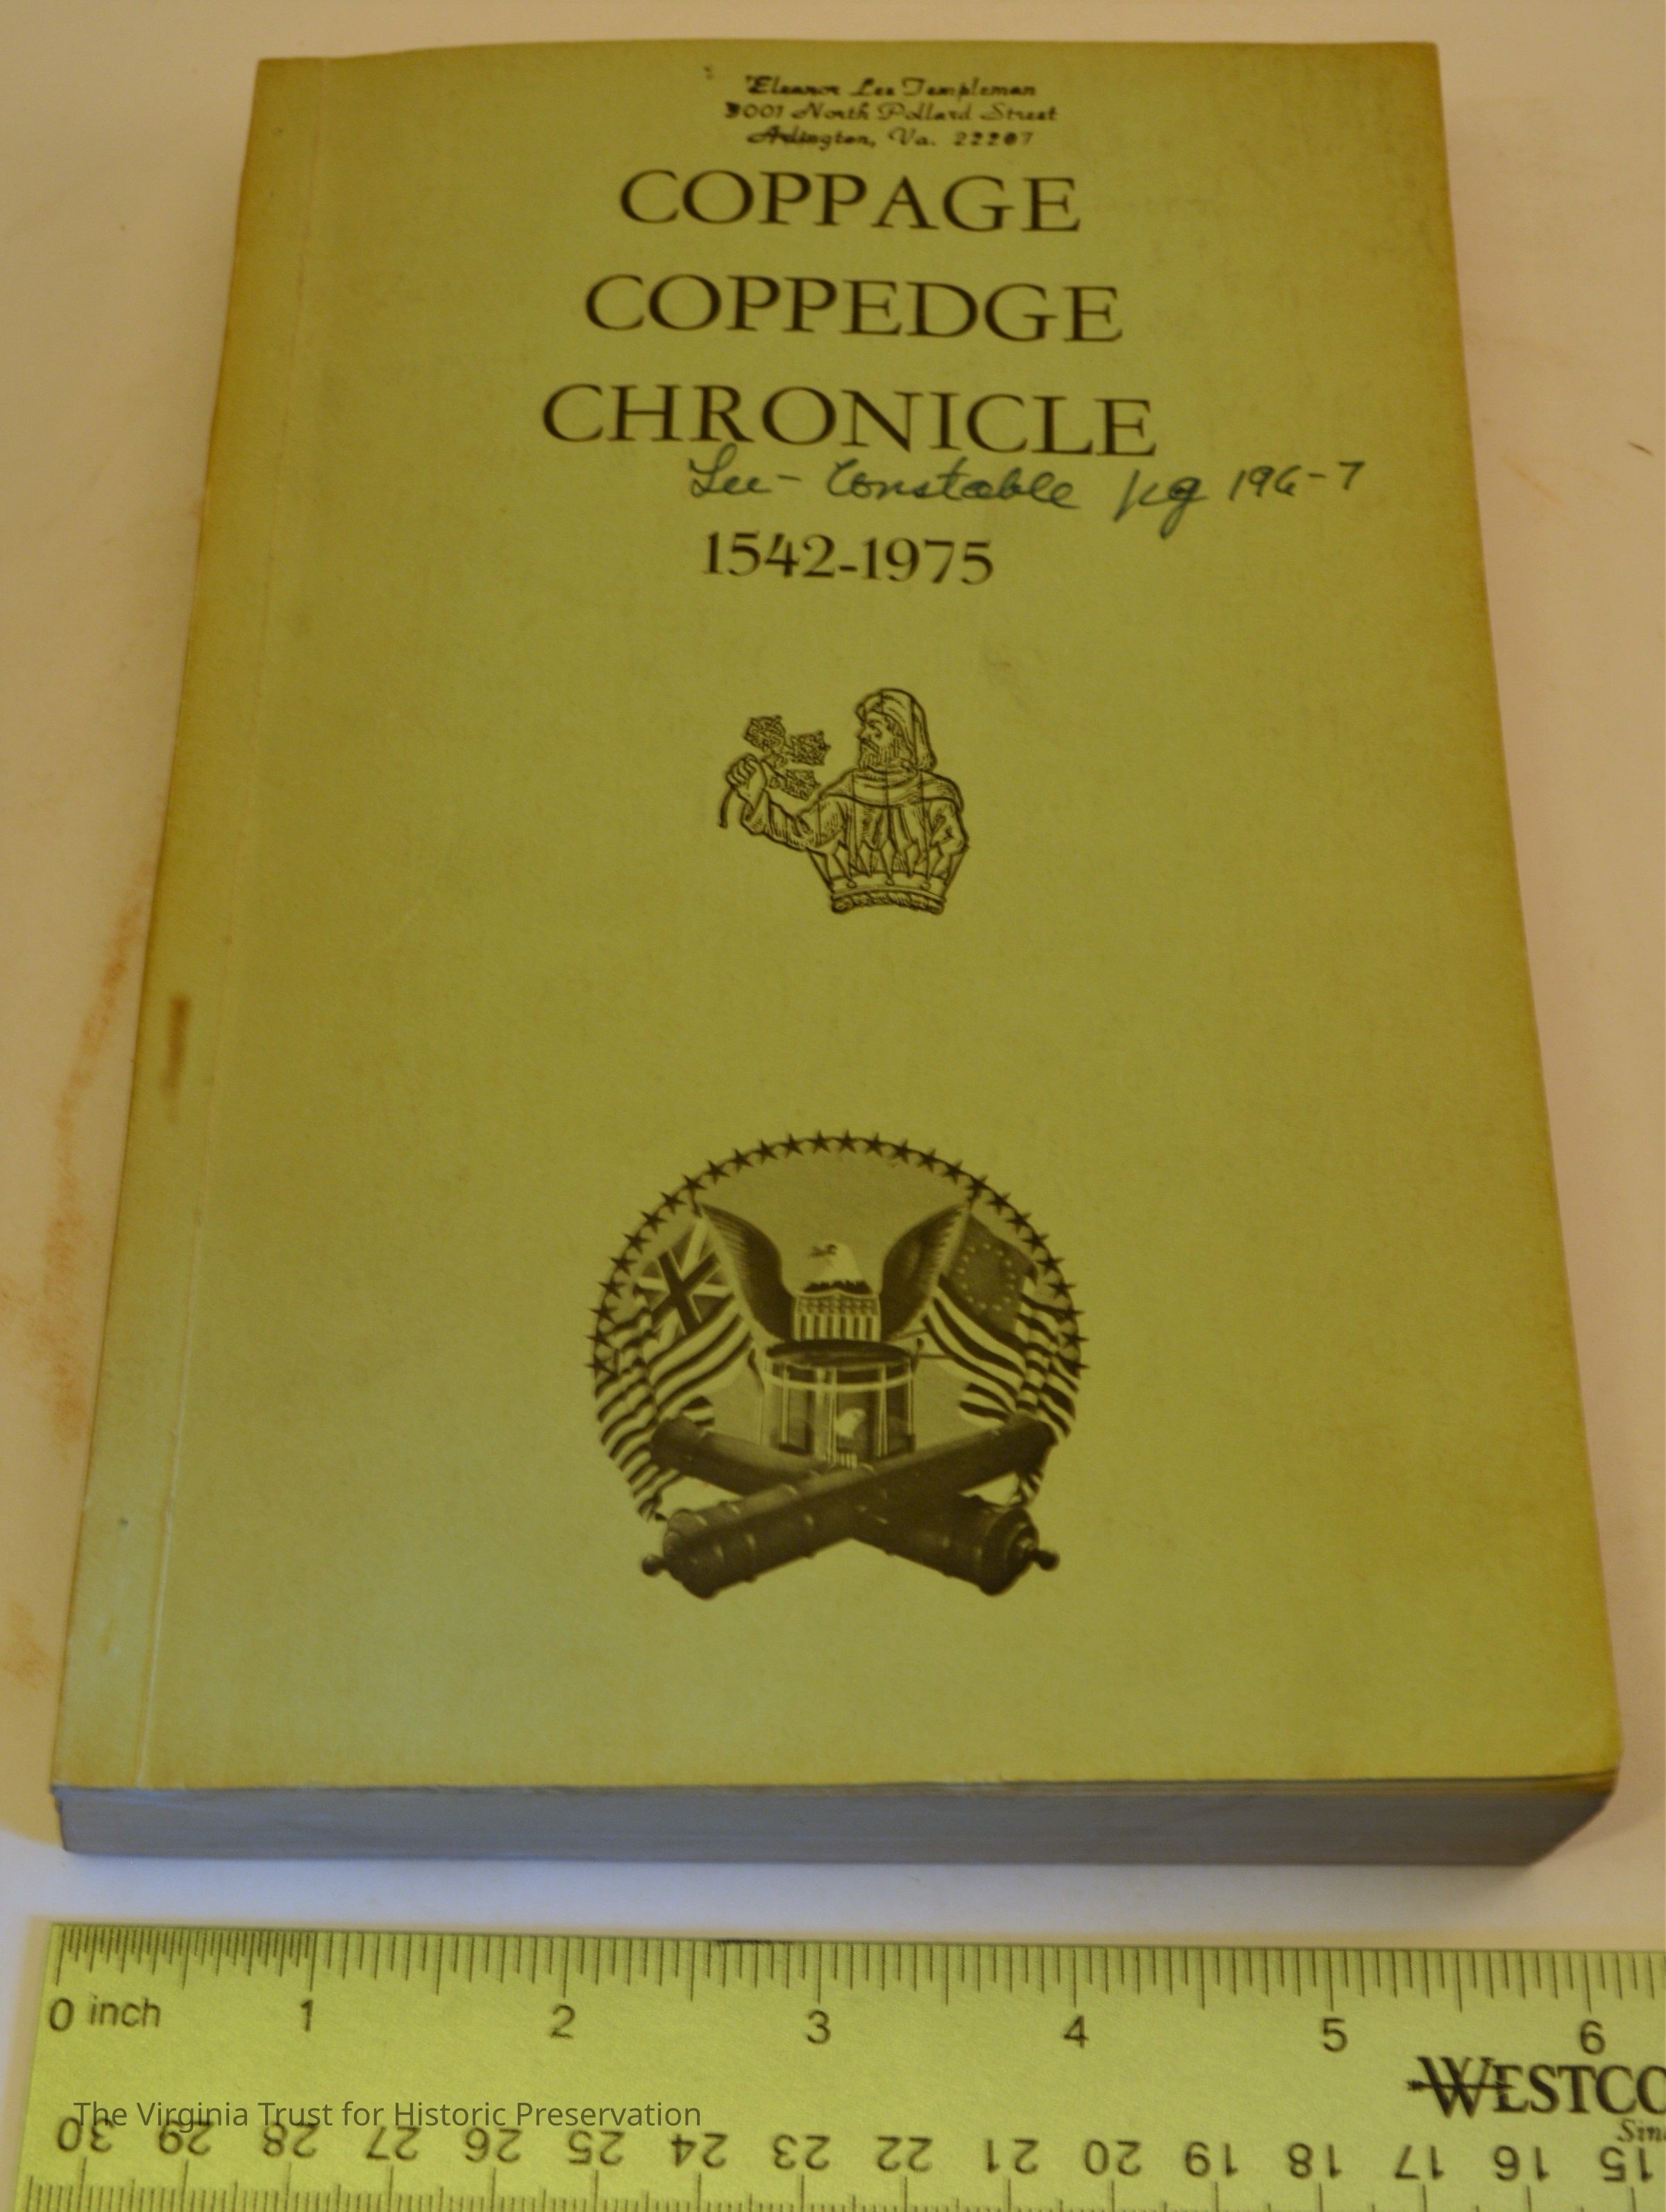 Eleanor Lee Templeman
3001 North Pollard Street
Arlington, Va. 22207
COPPAGE
COPPEDGE
CHRONICLE
Lee - Constable pg 196-7
1542-1975
0 inch 1 2 3 4 5 6
WESTCO
Sin
The Virginia Trust for Historic Preservation
30 29 28 27 26 25 24 23 22 21 20 19 18 17 16 15